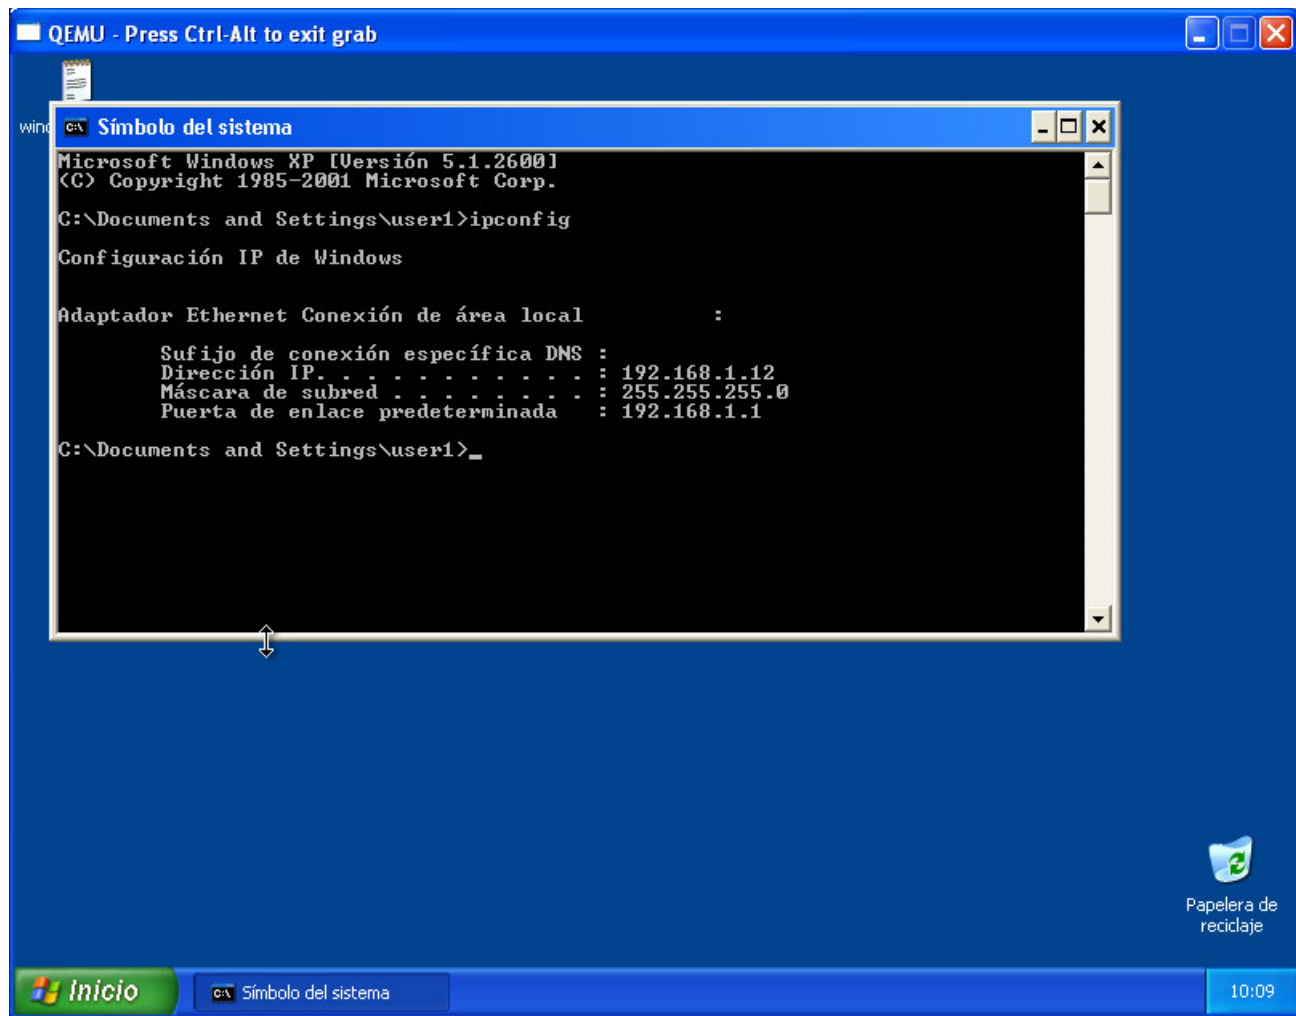 QEMU - Press Ctrl-Alt to exit grab
wind
Símbolo del sistema
Microsoft Windows XP [Versión 5.1.2600]
(C) Copyright 1985-2001 Microsoft Corp.
C:\Documents and Settings\user1>ipconfig
Configuración IP de Windows
Adaptador Ethernet Conexión de área local          :
Sufijo de conexión específica DNS :
Dirección IP. . . . . . . . . . . : 192.168.1.12
Máscara de subred . . . . . . . . : 255.255.255.0
Puerta de enlace predeterminada   : 192.168.1.1
C:\Documents and Settings\user1>_
Papelera de
reciclaje
Inicio
Símbolo del sistema
10:09